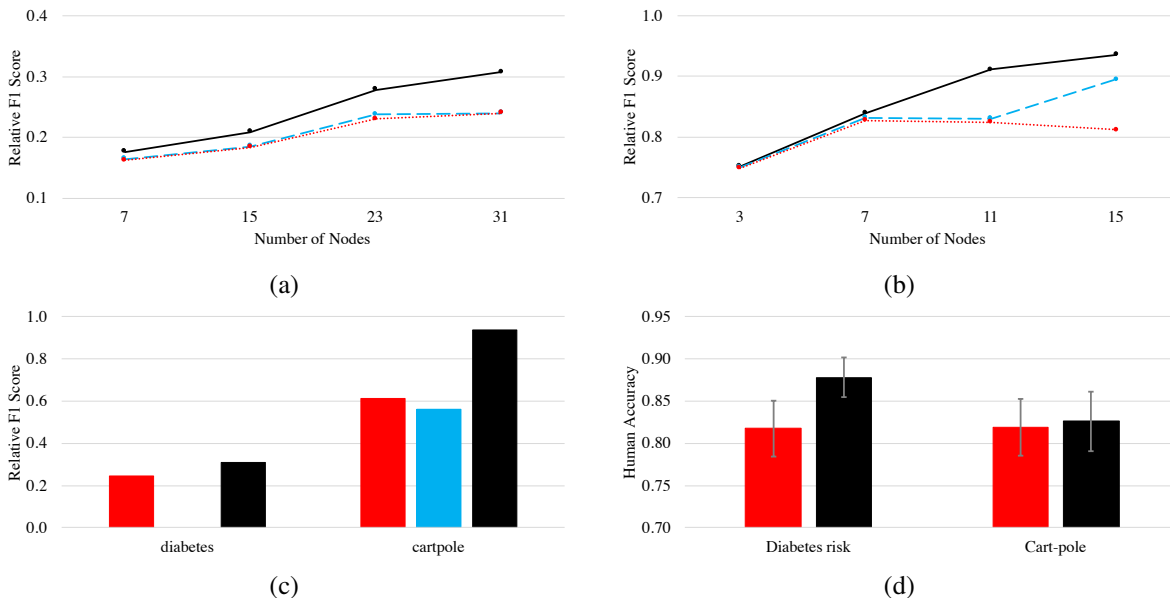 0.4
0.3
0.2
0.1
Relative F1 Score
7 15 23 31
Number of Nodes
(a)
1.0
0.9
0.8
0.7
Relative F1 Score
3 7 11 15
Number of Nodes
(b)
1.0
0.8
0.6
0.4
0.2
0.0
Relative F1 Score
diabetes cartpole
(c)
0.95
0.90
0.85
0.80
0.75
0.70
Human Accuracy
Diabetes risk Cart-pole
(d)